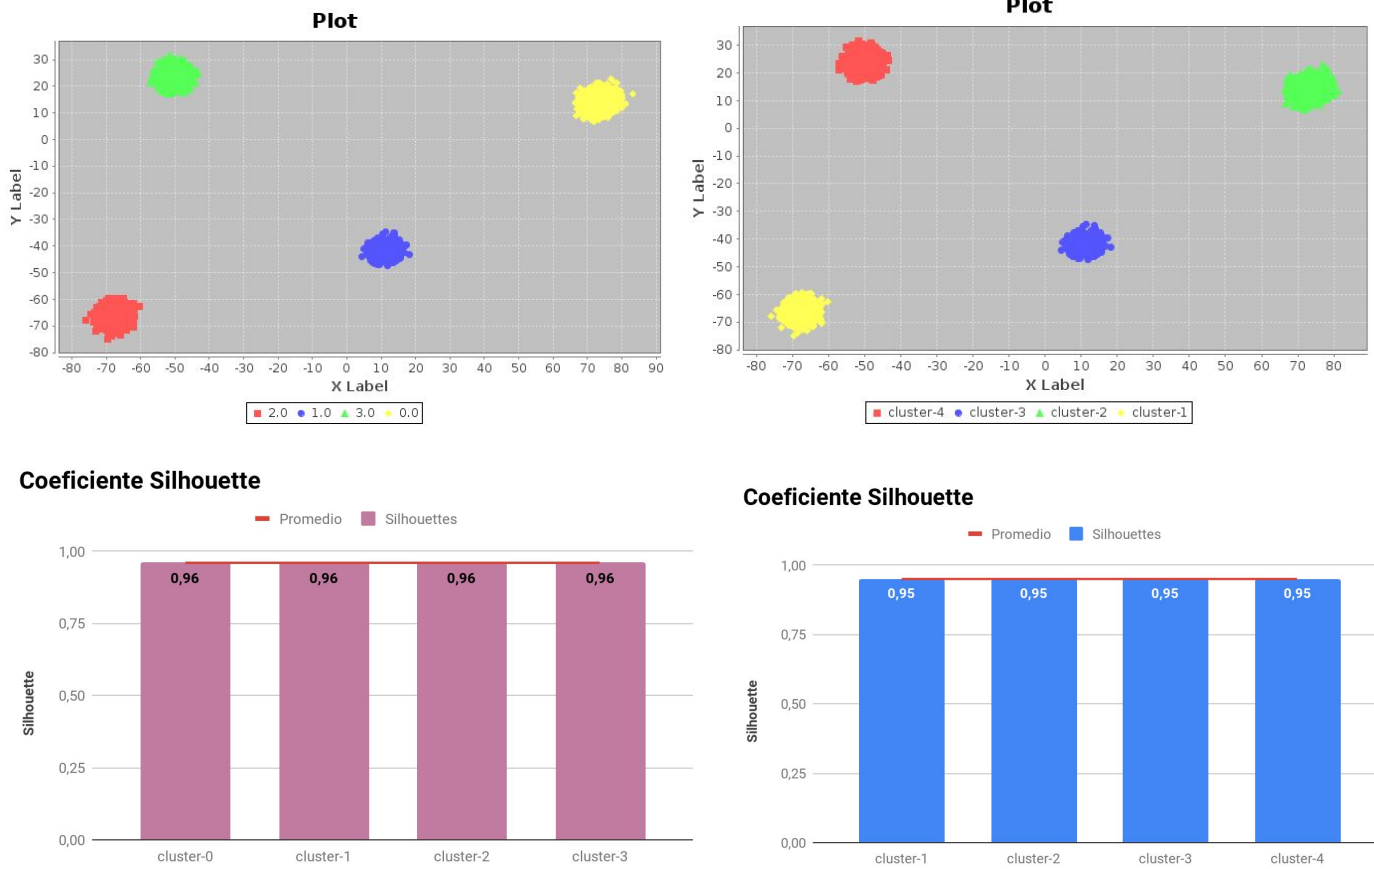 Plot
30
20
10
0
-10
-20
-30
-40
-50
-60
-70
-80
Y Label
-80 -70 -60 -50 -40 -30 -20 -10 0 10 20 30 40 50 60 70 80 90
X Label
2.0 1.0 3.0 0.0
Plot
30
20
10
0
-10
-20
-30
-40
-50
-60
-70
-80
Y Label
-80 -70 -60 -50 -40 -30 -20 -10 0 10 20 30 40 50 60 70 80
X Label
cluster-4 cluster-3 cluster-2 cluster-1
Coeficiente Silhouette
Promedio Silhouettes
1,00
0,75
0,50
0,25
0,00
Silhouette
0,96 0,96 0,96 0,96
cluster-0 cluster-1 cluster-2 cluster-3
Coeficiente Silhouette
Promedio Silhouettes
1,00
0,75
0,50
0,25
0,00
Silhouette
0,95 0,95 0,95 0,95
cluster-1 cluster-2 cluster-3 cluster-4